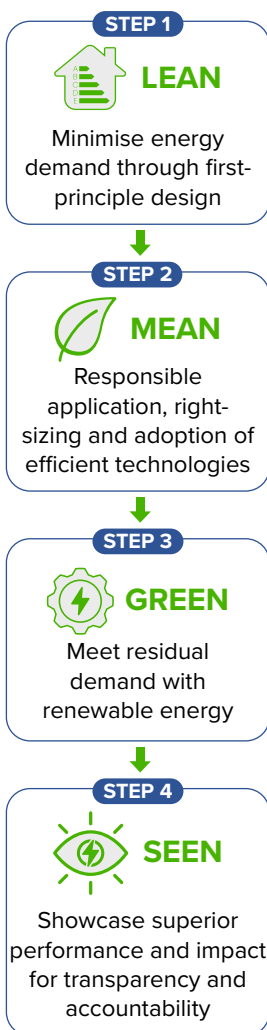 STEP 1
A
B
C
D
E
LEAN
Minimise energy
demand through first-
principle design
STEP 2
MEAN
Responsible
application, right-
sizing and adoption of
efficient technologies
STEP 3
GREEN
Meet residual
demand with
renewable energy
STEP 4
SEEN
Showcase superior
performance and impact
for transparency and
accountability